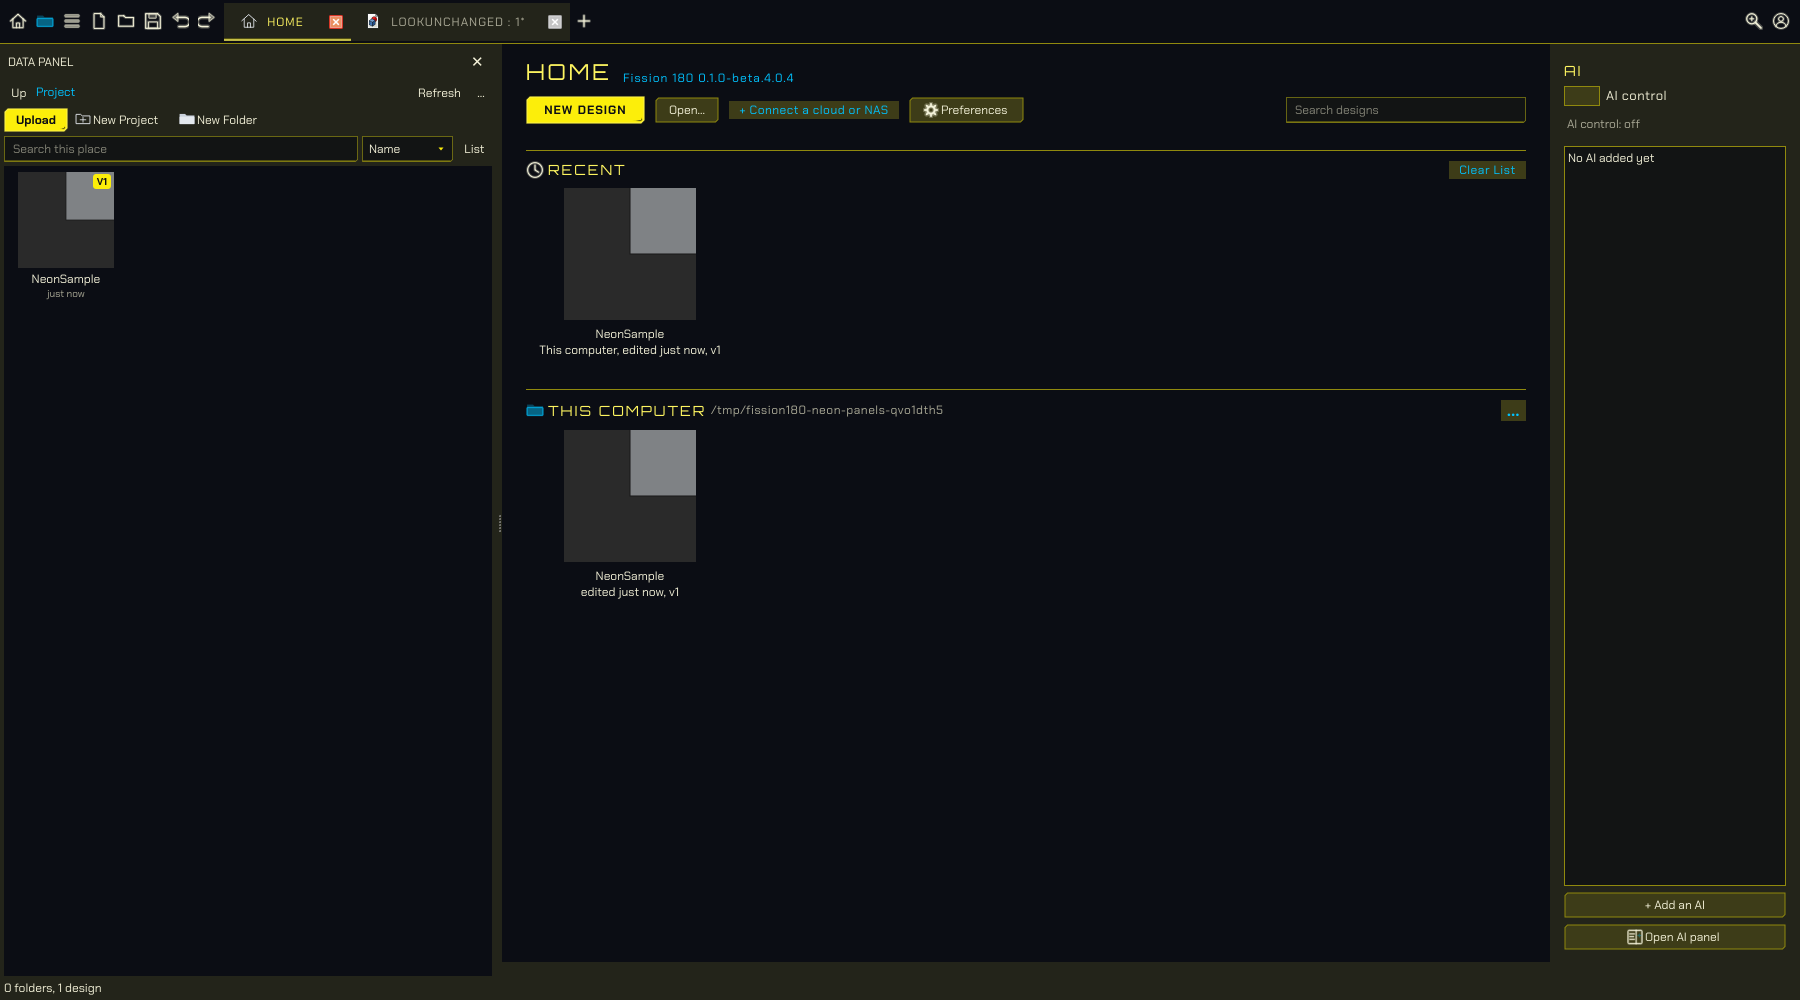 HOME
LOOKUNCHANGED : 1*
DATA PANEL
Up Project Refresh ...
Upload New Project New Folder
Search this place Name List
V1
NeonSample
just now
0 folders, 1 design
HOME Fission 180 0.1.0-beta.4.0.4
NEW DESIGN Open... + Connect a cloud or NAS Preferences Search designs
RECENT Clear List
NeonSample
This computer, edited just now, v1
THIS COMPUTER /tmp/fission180-neon-panels-qvo1dth5 ...
NeonSample
edited just now, v1
AI
AI control
AI control: off
No AI added yet
+ Add an AI
Open AI panel